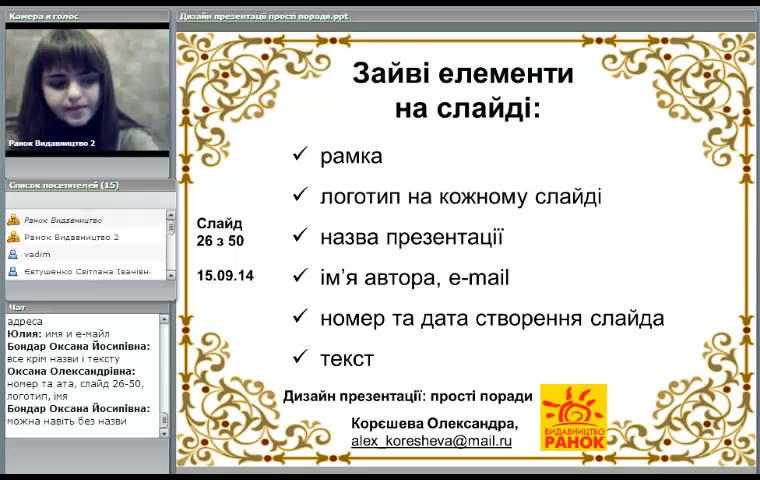 Камера и голос
Ранок Видавництво 2
Список посетителей (15)
Ранок Видавництво
Ранок Видавництво 2
vadim
Євтушенко Світлана Іванівн
Чат
адреса
Юлия: имя и е-майл
Бондар Оксана Йосипівна:
все крім назви і тексту
Оксана Олександрівна:
номер та ата, слайд 26-50,
логотип, імя
Бондар Оксана Йосипівна:
можна навіть без назви
Дизайн презентації прості поради.ppt
Зайві елементи
на слайді:
✓ рамка
✓ логотип на кожному слайді
✓ назва презентації
✓ ім’я автора, e-mail
✓ номер та дата створення слайда
✓ текст
Слайд
26 з 50
15.09.14
Дизайн презентації: прості поради
Корєшева Олександра,
alex_koresheva@mail.ru
ВИДАВНИЦТВО
РАНОК